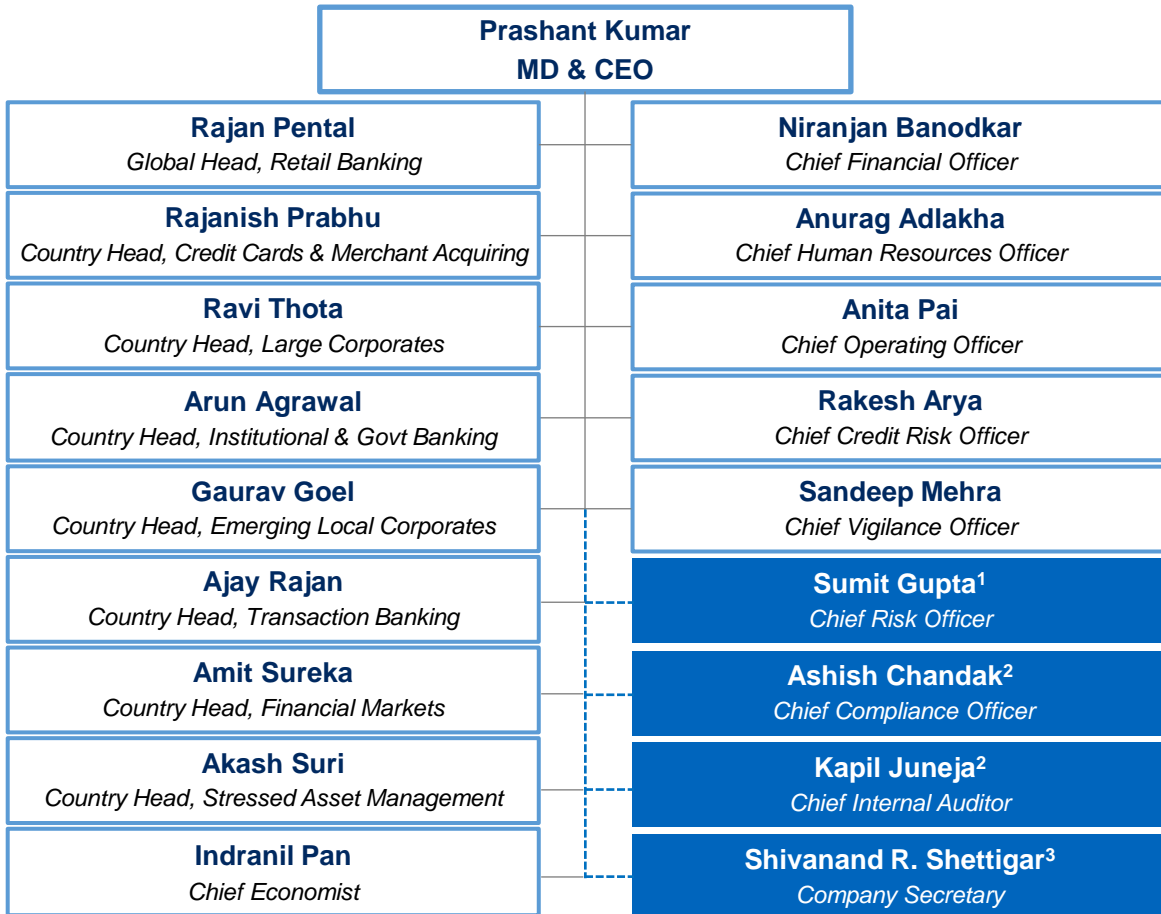 Prashant Kumar
MD & CEO
Rajan Pental
Global Head, Retail Banking
Niranjan Banodkar
Chief Financial Officer
Rajanish Prabhu
Country Head, Credit Cards & Merchant Acquiring
Anurag Adlakha
Chief Human Resources Officer
Ravi Thota
Country Head, Large Corporates
Anita Pai
Chief Operating Officer
Arun Agrawal
Country Head, Institutional & Govt Banking
Rakesh Arya
Chief Credit Risk Officer
Gaurav Goel
Country Head, Emerging Local Corporates
Sandeep Mehra
Chief Vigilance Officer
Ajay Rajan
Country Head, Transaction Banking
Sumit Gupta¹
Chief Risk Officer
Amit Sureka
Country Head, Financial Markets
Ashish Chandak²
Chief Compliance Officer
Akash Suri
Country Head, Stressed Asset Management
Kapil Juneja²
Chief Internal Auditor
Indranil Pan
Chief Economist
Shivanand R. Shettigar³
Company Secretary